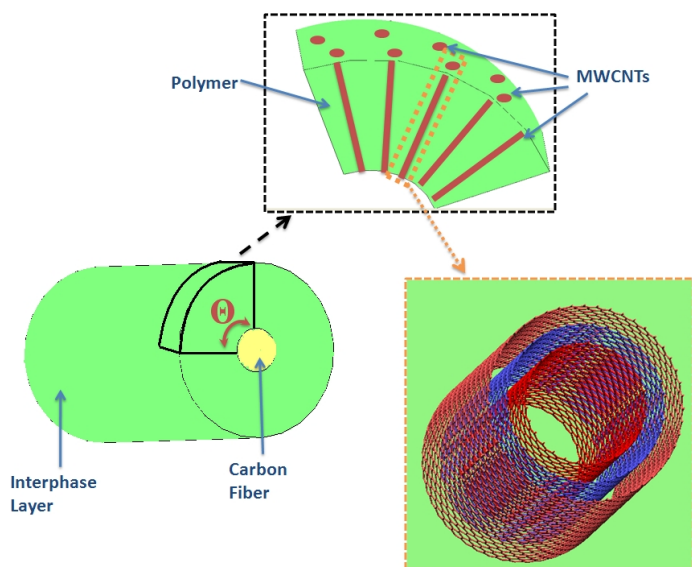 Polymer
MWCNTs
Θ
Interphase
Layer
Carbon
Fiber